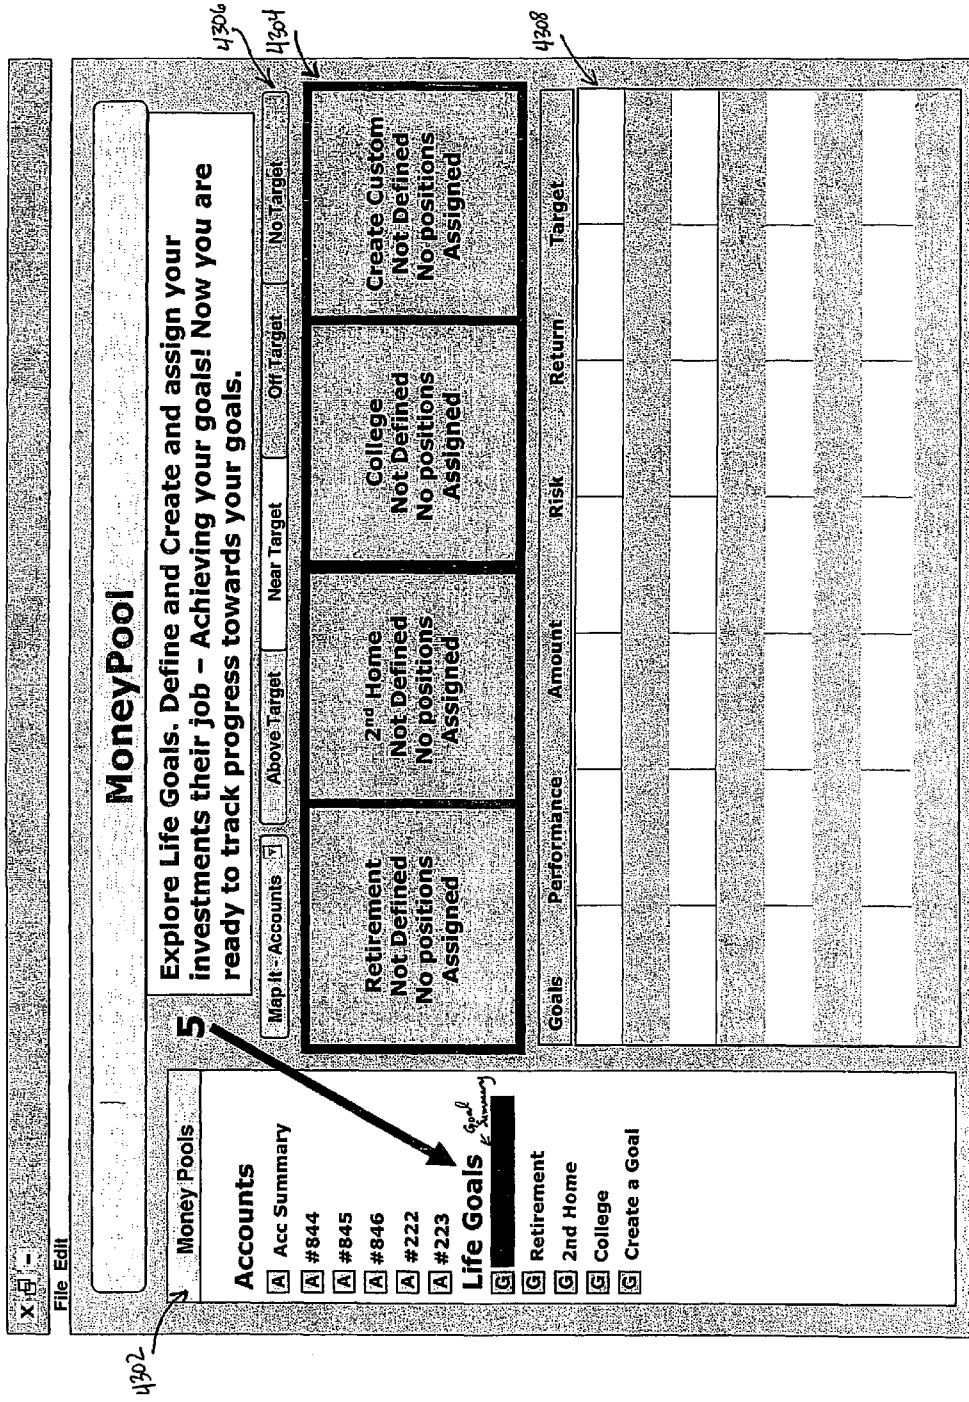 File Edit
MoneyPool
Explore Life Goals. Define and Create and assign your
investments their job – Achieving your goals! Now you are
ready to track progress towards your goals.
4302
Money Pools
Accounts
A Acc Summary
A #844
A #845
A #846
A #222
A #223
Life Goals
Goal Summary
G
G Retirement
G 2nd Home
G College
G Create a Goal
5
Map It - Accounts
Above Target
Near Target
Off Target
No Target
4306
4304
Retirement
Not Defined
No positions
Assigned
2nd Home
Not Defined
No positions
Assigned
College
Not Defined
No positions
Assigned
Create Custom
Not Defined
No positions
Assigned
4308
Goals Performance Amount Risk Return Target